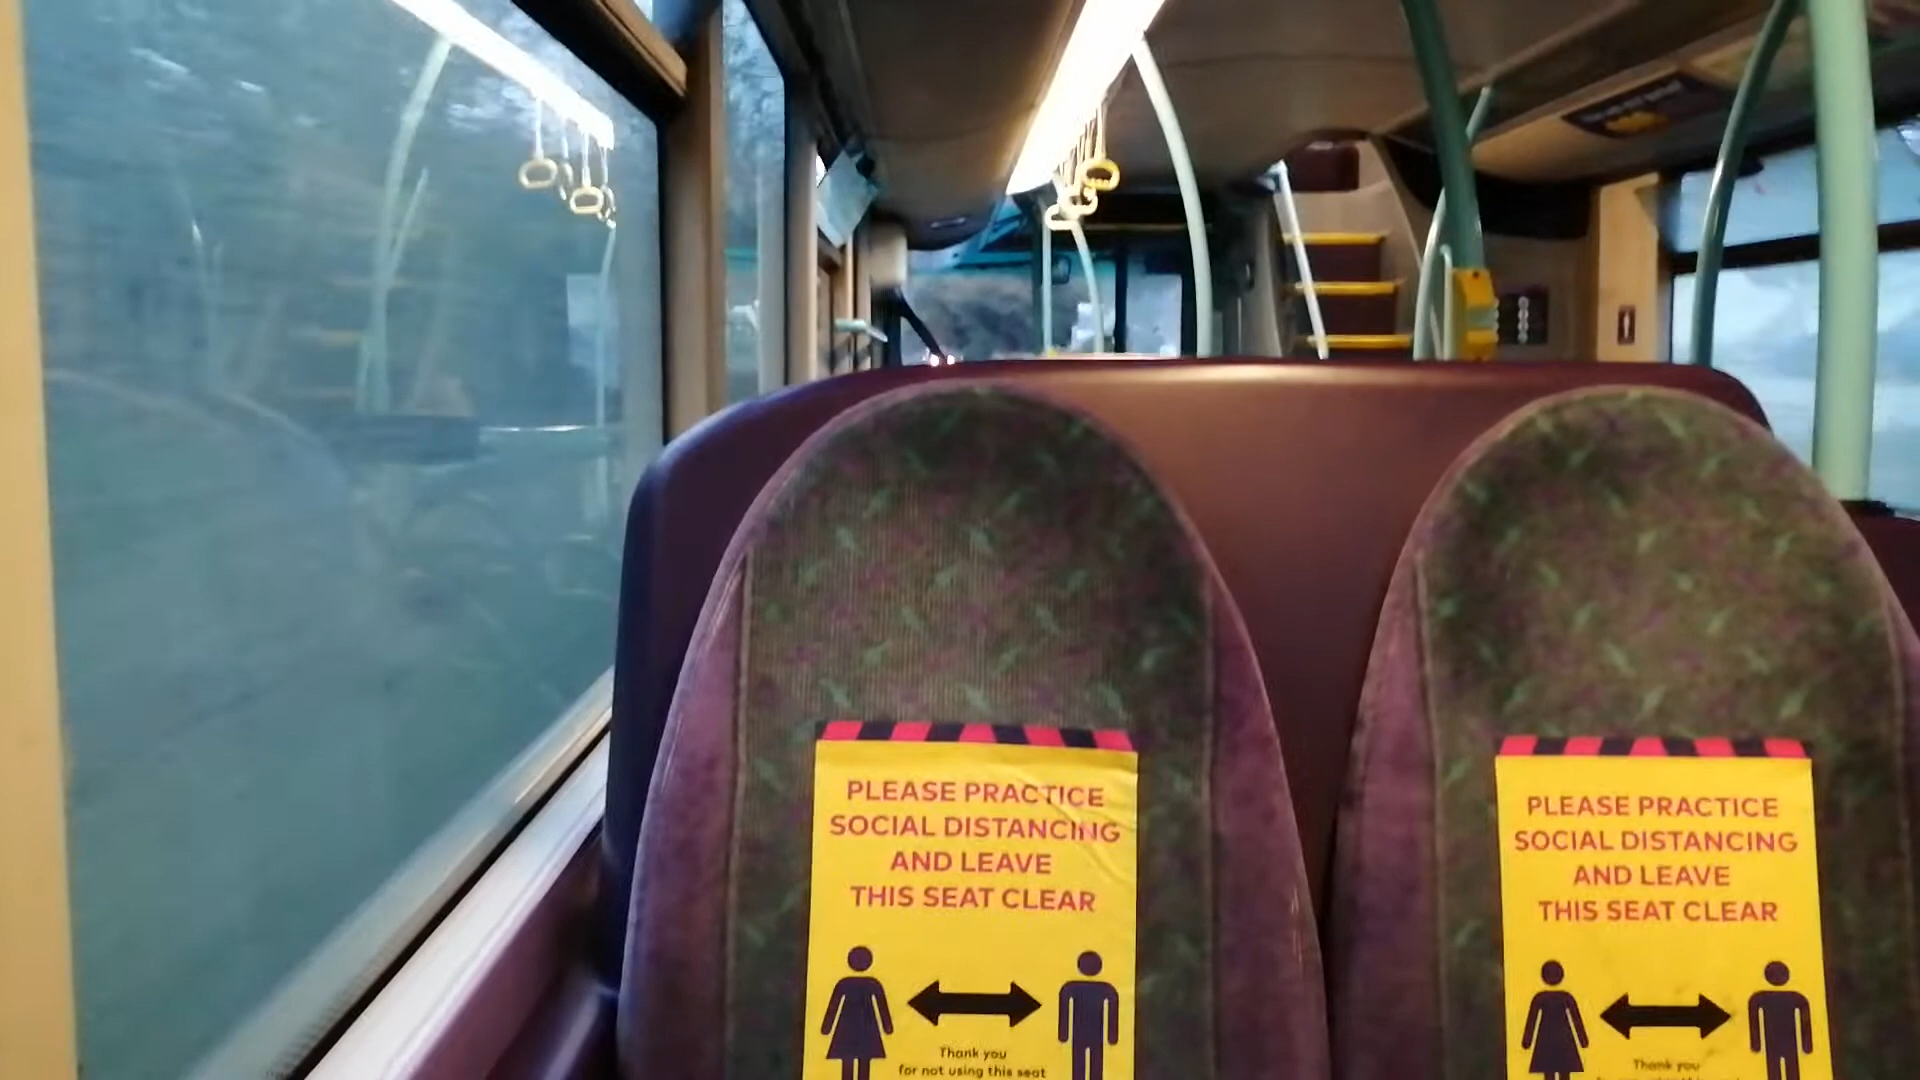 PLEASE PRACTICE
SOCIAL DISTANCING
AND LEAVE
THIS SEAT CLEAR
Thank you
for not using this seat
PLEASE PRACTICE
SOCIAL DISTANCING
AND LEAVE
THIS SEAT CLEAR
Thank you